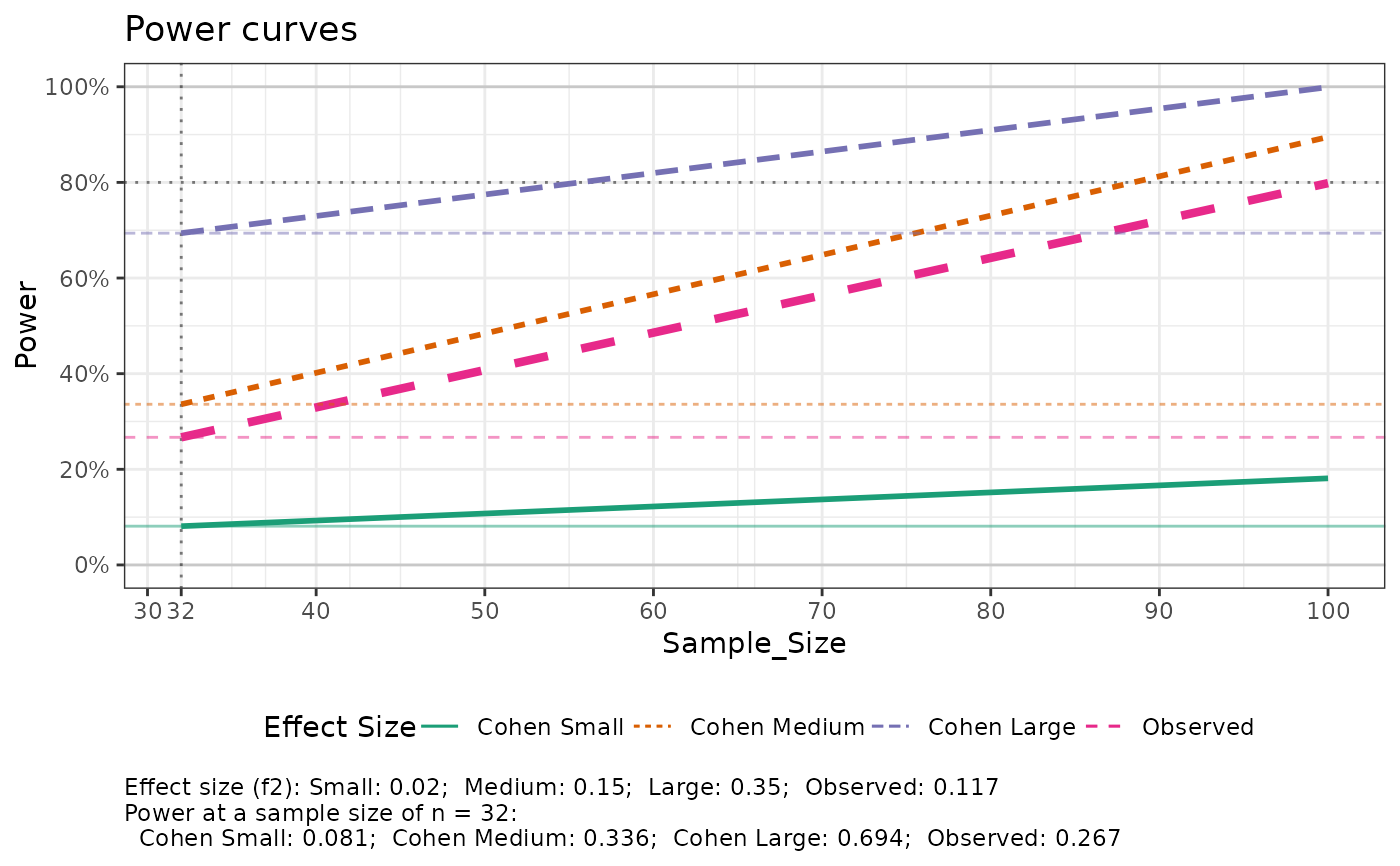 Power curves
100%
80%
60%
40%
20%
0%
Power
30 32 40 50 60 70 80 90 100
Sample_Size
Effect Size Cohen Small Cohen Medium Cohen Large Observed
Effect size (f2): Small: 0.02;  Medium: 0.15;  Large: 0.35;  Observed: 0.117
Power at a sample size of n = 32:
  Cohen Small: 0.081;  Cohen Medium: 0.336;  Cohen Large: 0.694;  Observed: 0.267